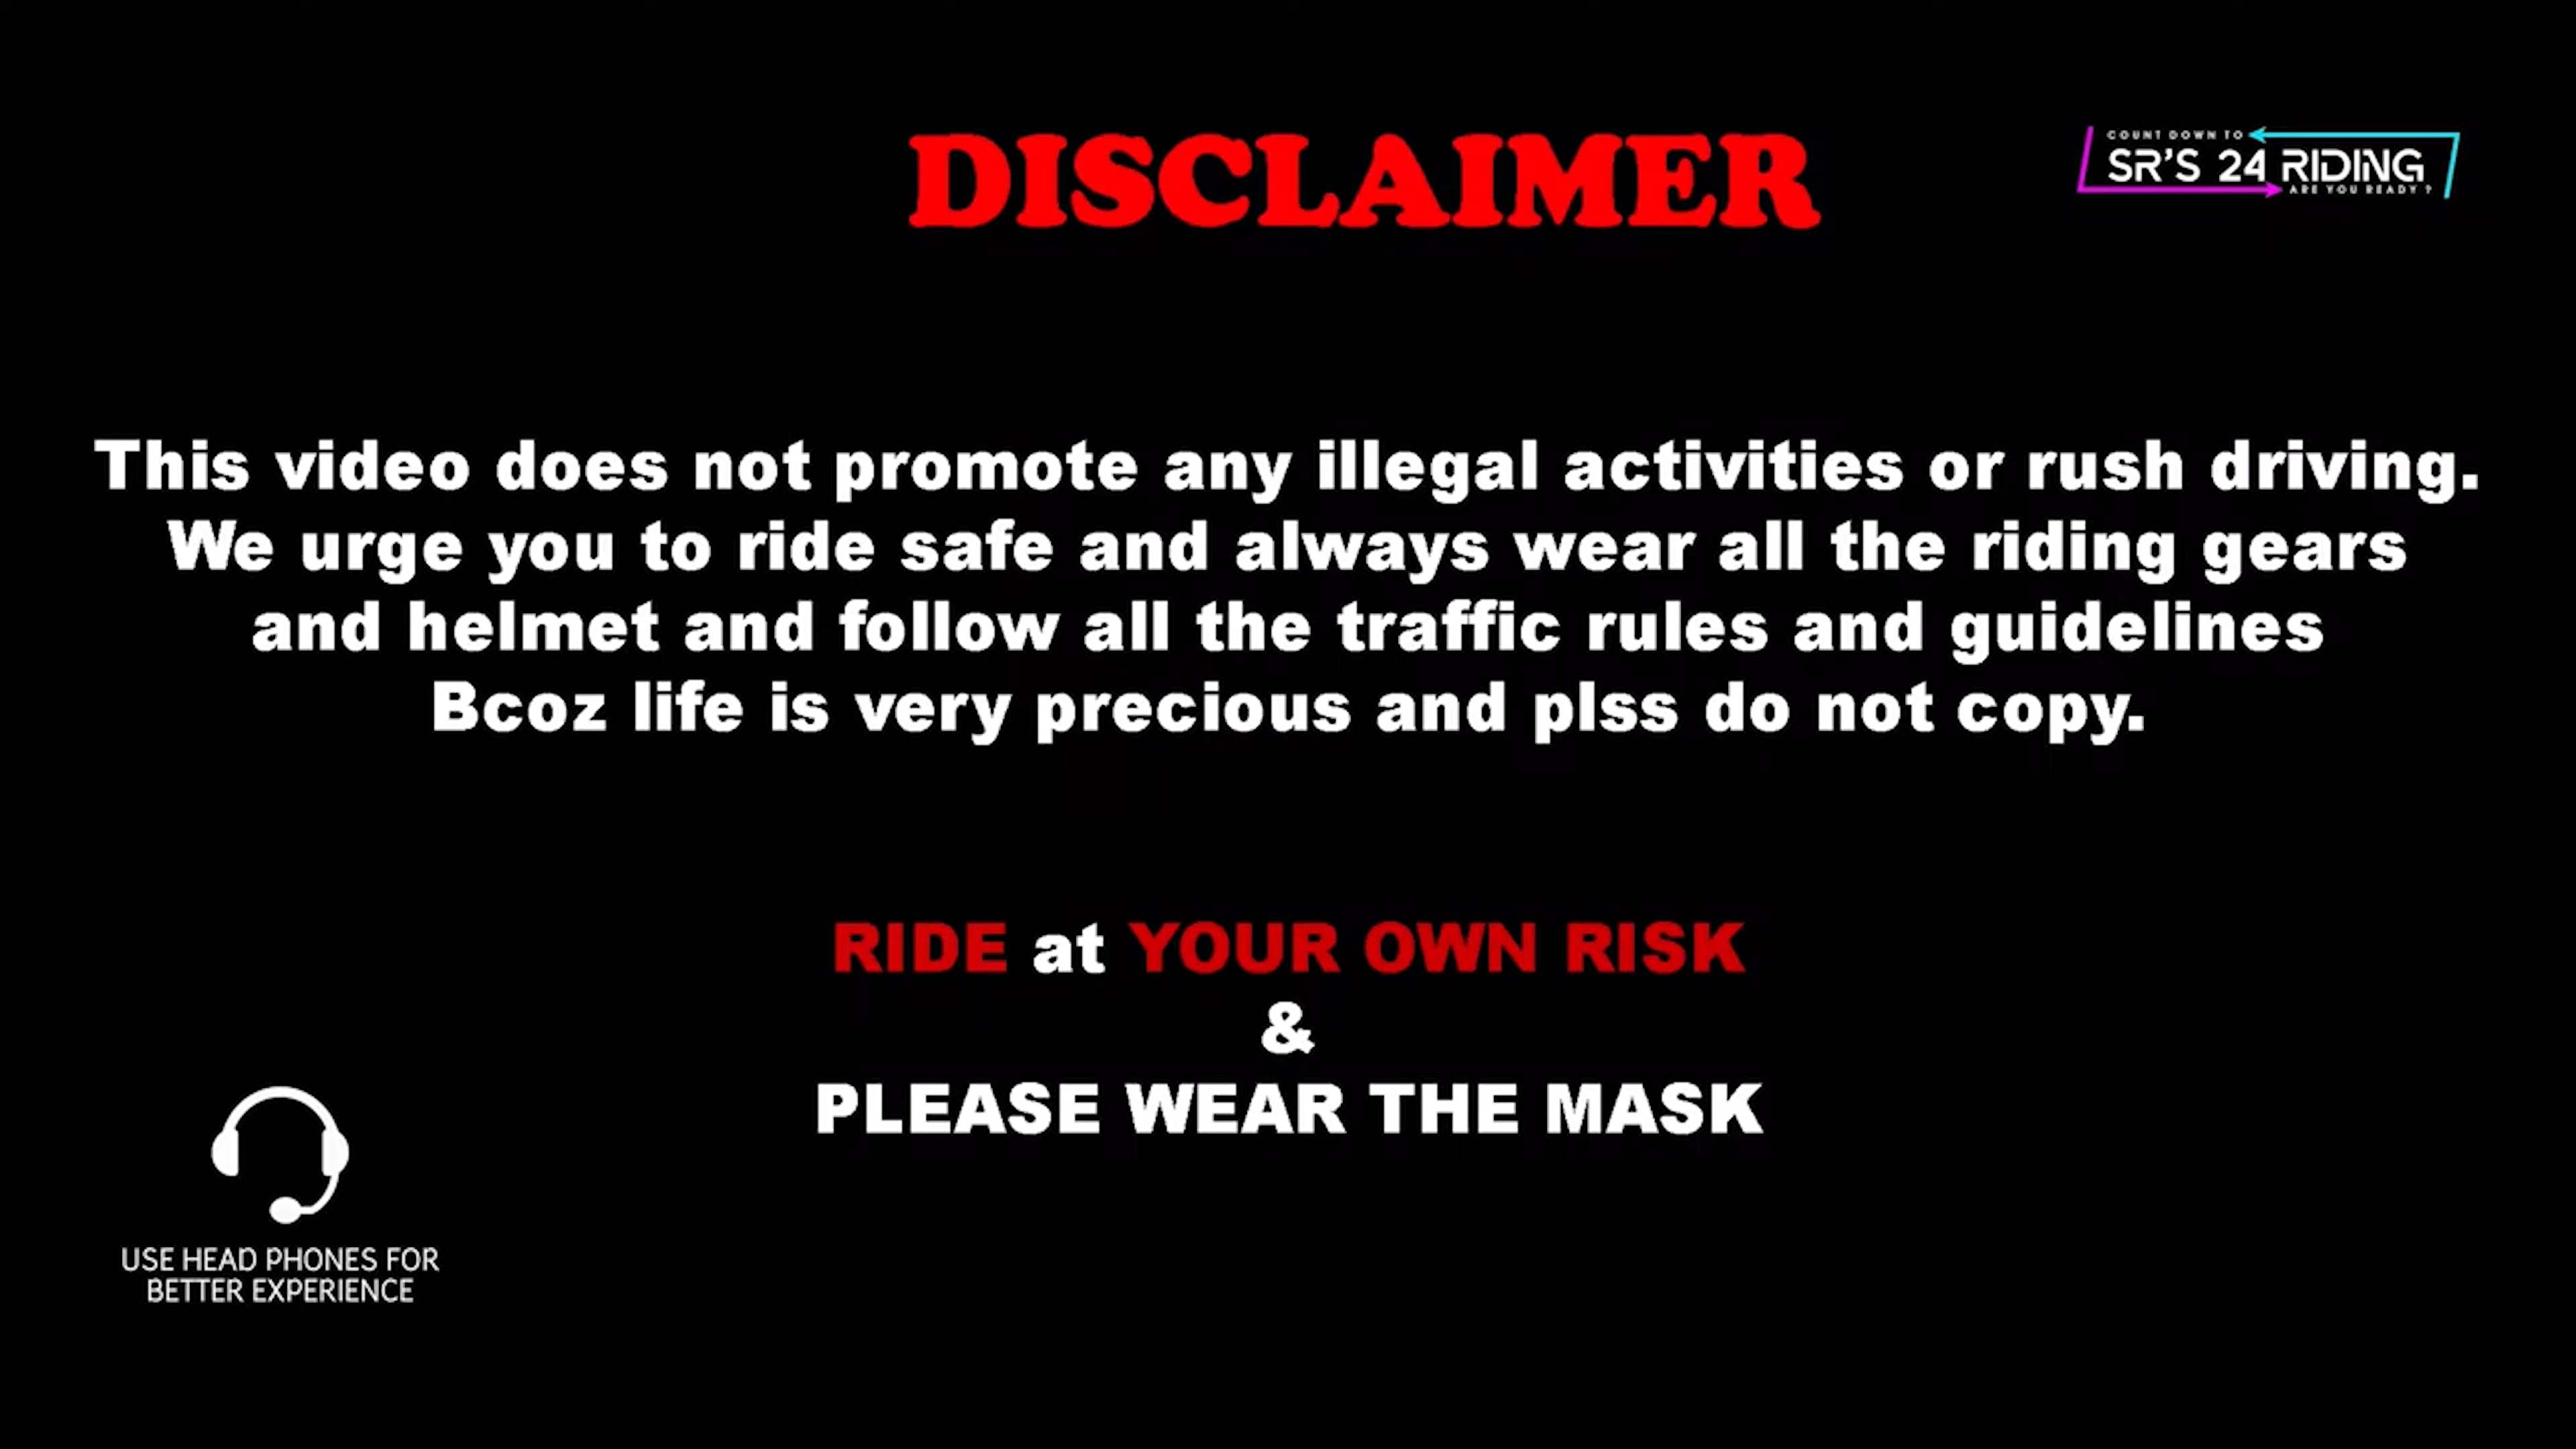 DISCLAIMER
COUNT DOWN TO
SR'S 24 RIDING
ARE YOU READY ?
This video does not promote any illegal activities or rush driving.
We urge you to ride safe and always wear all the riding gears
and helmet and follow all the traffic rules and guidelines
Bcoz life is very precious and plss do not copy.
RIDE at YOUR OWN RISK
&
PLEASE WEAR THE MASK
USE HEAD PHONES FOR
BETTER EXPERIENCE